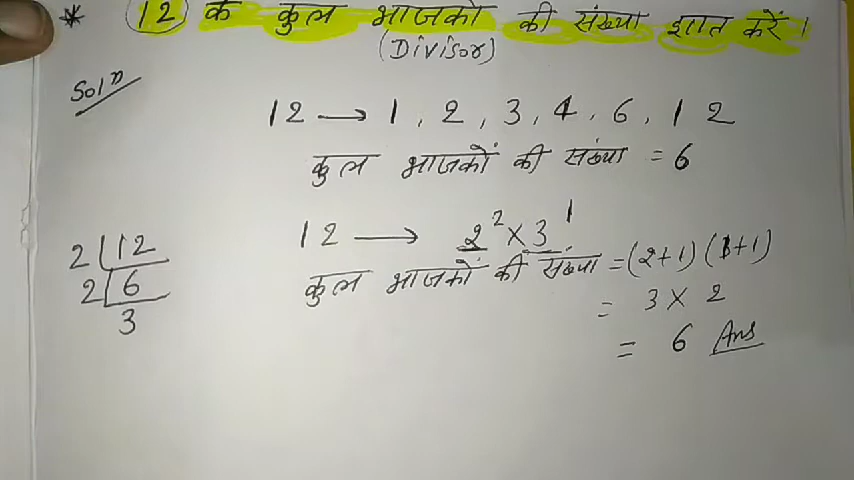 * 12 के कुल भाजकों की संख्या ज्ञात करें।
(Divisor)
Solⁿ
12 → 1, 2, 3, 4, 6, 12
कुल भाजकों की संख्या = 6
12 → 2² × 3¹
कुल भाजकों की संख्या = (2+1) (1+1)
= 3 × 2
= 6 Ans
2 | 12
2 | 6
3